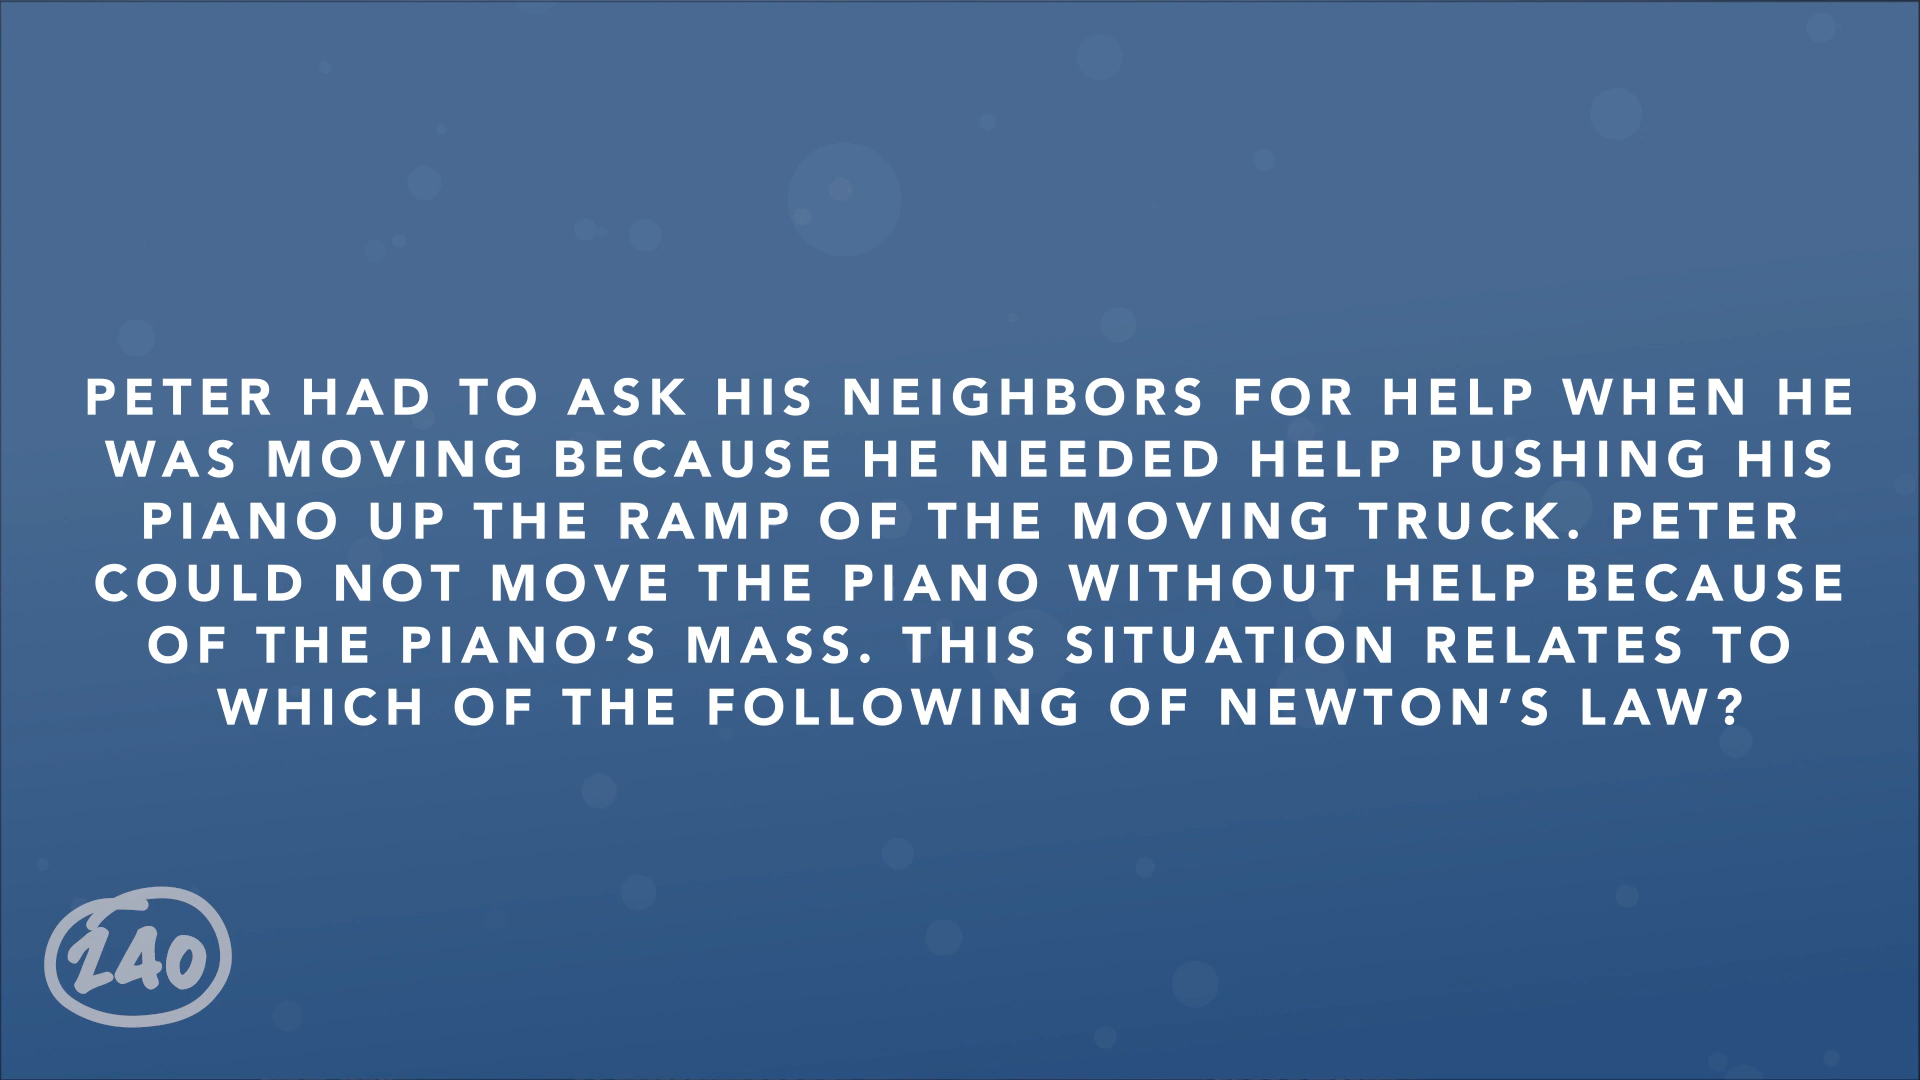 PETER HAD TO ASK HIS NEIGHBORS FOR HELP WHEN HE
WAS MOVING BECAUSE HE NEEDED HELP PUSHING HIS
PIANO UP THE RAMP OF THE MOVING TRUCK. PETER
COULD NOT MOVE THE PIANO WITHOUT HELP BECAUSE
OF THE PIANO’S MASS. THIS SITUATION RELATES TO
WHICH OF THE FOLLOWING OF NEWTON’S LAW?
240